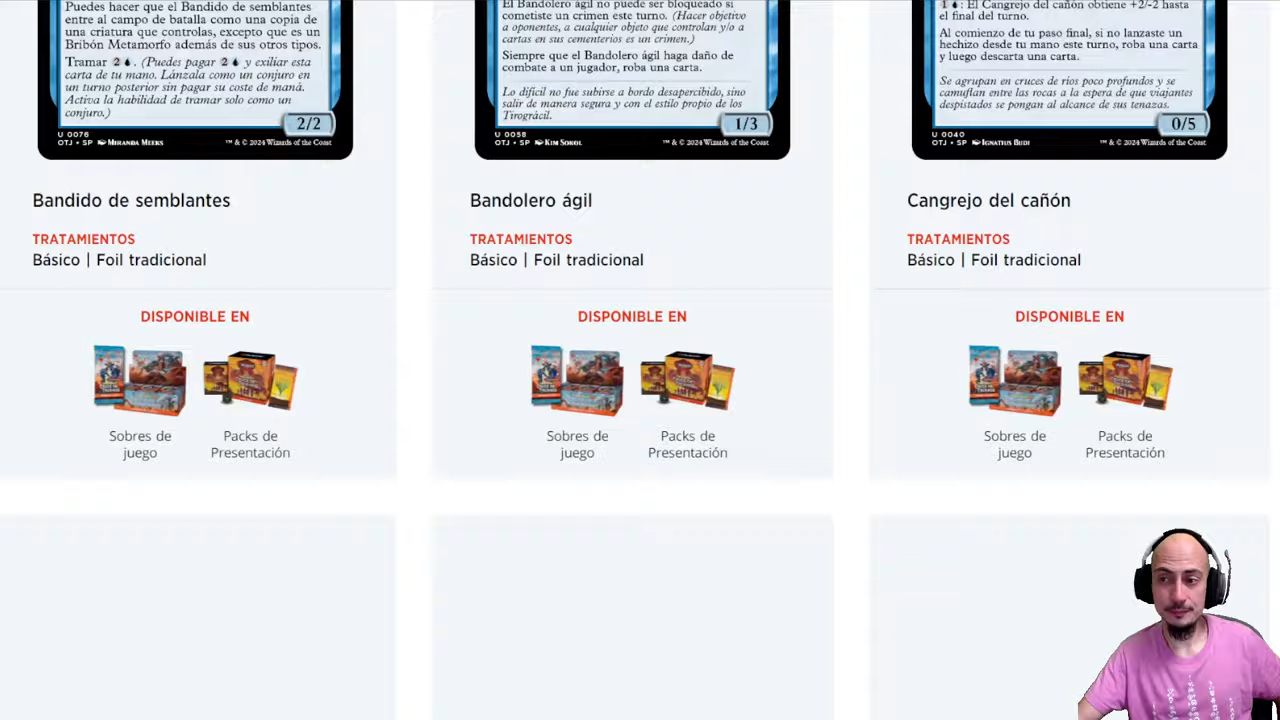 Puedes hacer que el Bandido de semblantes
entre al campo de batalla como una copia de
una criatura que controlas, excepto que es un
Bribón Metamorfo además de sus otros tipos.
Tramar 2. (Puedes pagar 2 y exiliar esta
carta de tu mano. Lánzala como un conjuro en
un turno posterior sin pagar su coste de maná.
Activa la habilidad de tramar solo como un
conjuro.)
2/2
U 0076
OTJ • SP MIRANDA MEEKS ™ & © 2024 Wizards of the Coast
El Bandolero ágil no puede ser bloqueado si
cometiste un crimen este turno. (Hacer objetivo
a oponentes, a cualquier objeto que controlan y/o a
cartas en sus cementerios es un crimen.)
Siempre que el Bandolero ágil haga daño de
combate a un jugador, roba una carta.
Lo difícil no fue subirse a bordo desapercibido, sino
salir de manera segura y con el estilo propio de los
Tirográcil.
1/3
U 0058
OTJ • SP KIM SOKOL ™ & © 2024 Wizards of the Coast
1: El Cangrejo del cañón obtiene +2/-2 hasta
el final del turno.
Al comienzo de tu paso final, si no lanzaste un
hechizo desde tu mano este turno, roba una carta
y luego descarta una carta.
Se agrupan en cruces de ríos poco profundos y se
camuflan entre las rocas a la espera de que viajantes
despistados se pongan al alcance de sus tenazas.
0/5
U 0040
OTJ • SP IGNATIUS BUDI ™ & © 2024 Wizards of the Coast
Bandido de semblantes
TRATAMIENTOS
Básico | Foil tradicional
DISPONIBLE EN
Sobres de
juego
Packs de
Presentación
Bandolero ágil
TRATAMIENTOS
Básico | Foil tradicional
DISPONIBLE EN
Sobres de
juego
Packs de
Presentación
Cangrejo del cañón
TRATAMIENTOS
Básico | Foil tradicional
DISPONIBLE EN
Sobres de
juego
Packs de
Presentación